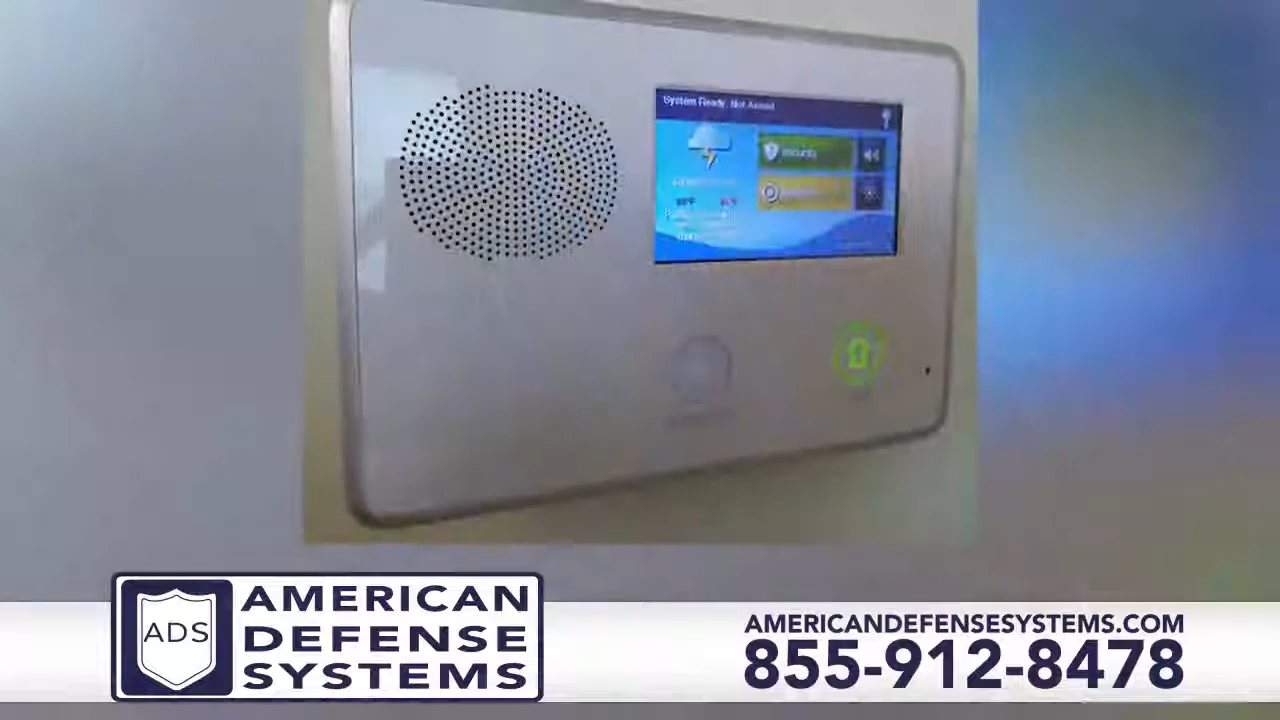 System Ready, Not Armed
Security
ADS
AMERICAN
DEFENSE
SYSTEMS
AMERICANDEFENSESYSTEMS.COM
855-912-8478